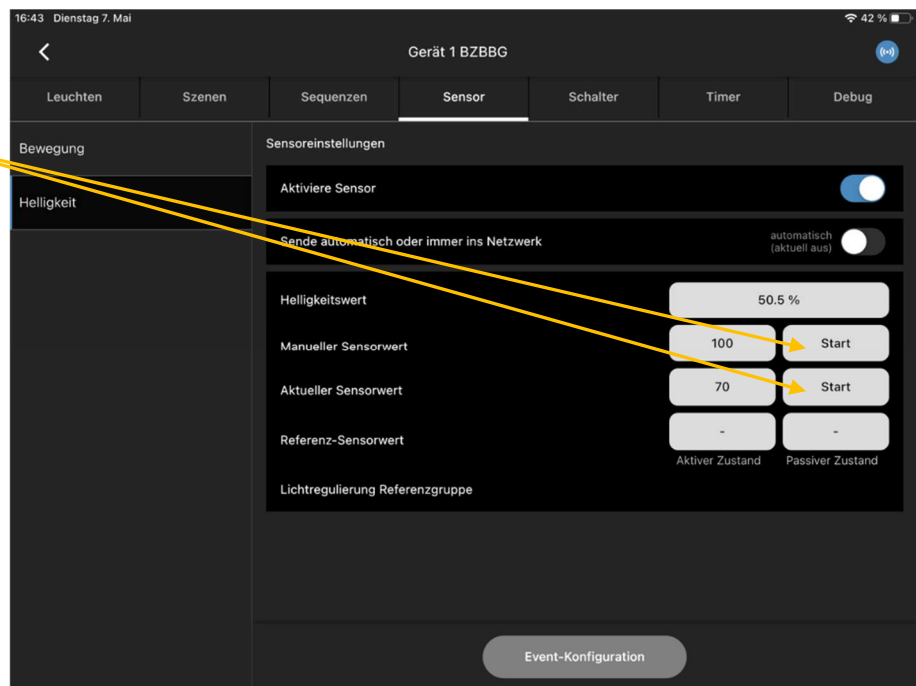 16:43 Dienstag 7. Mai
42 %
Gerät 1 BZBBG
Leuchten Szenen Sequenzen Sensor Schalter Timer Debug
Bewegung
Helligkeit
Sensoreinstellungen
Aktiviere Sensor
Sende automatisch oder immer ins Netzwerk
automatisch
(aktuell aus)
Helligkeitswert 50.5 %
Manueller Sensorwert 100 Start
Aktueller Sensorwert 70 Start
Referenz-Sensorwert - -
Aktiver Zustand Passiver Zustand
Lichtregulierung Referenzgruppe
Event-Konfiguration